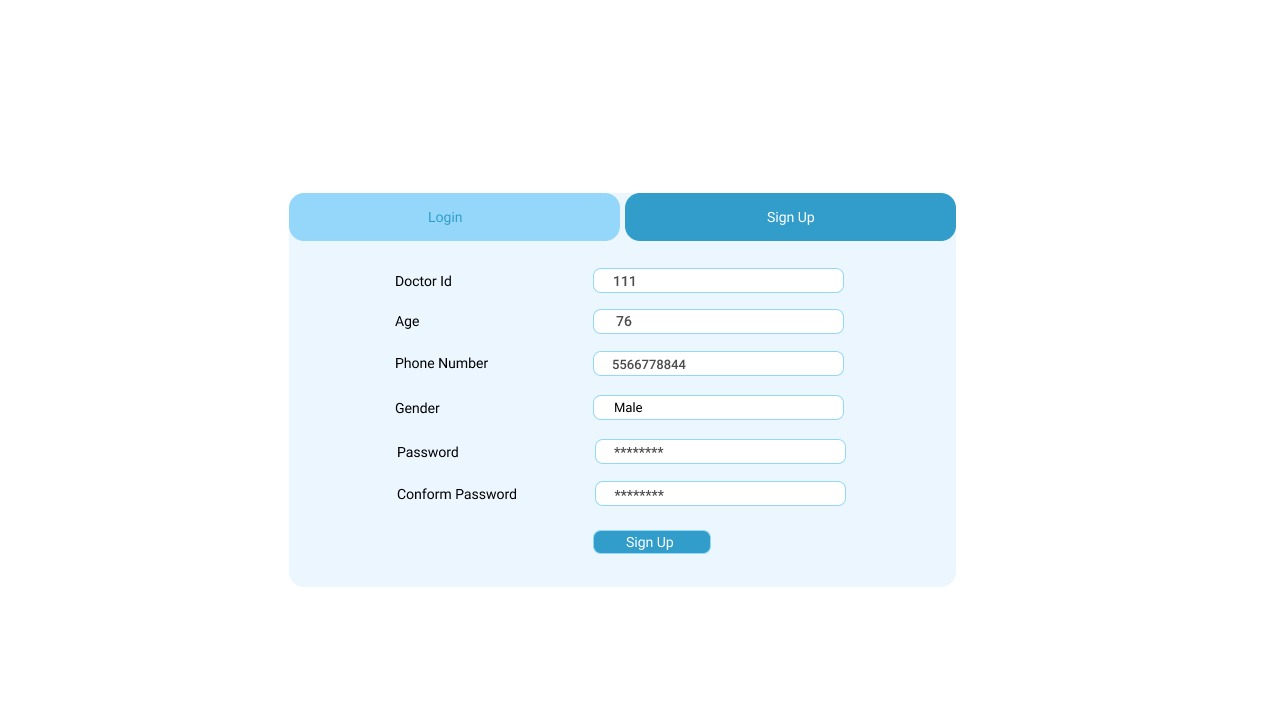 Login Sign Up
Doctor Id 111
Age 76
Phone Number 5566778844
Gender Male
Password ********
Conform Password ********
Sign Up